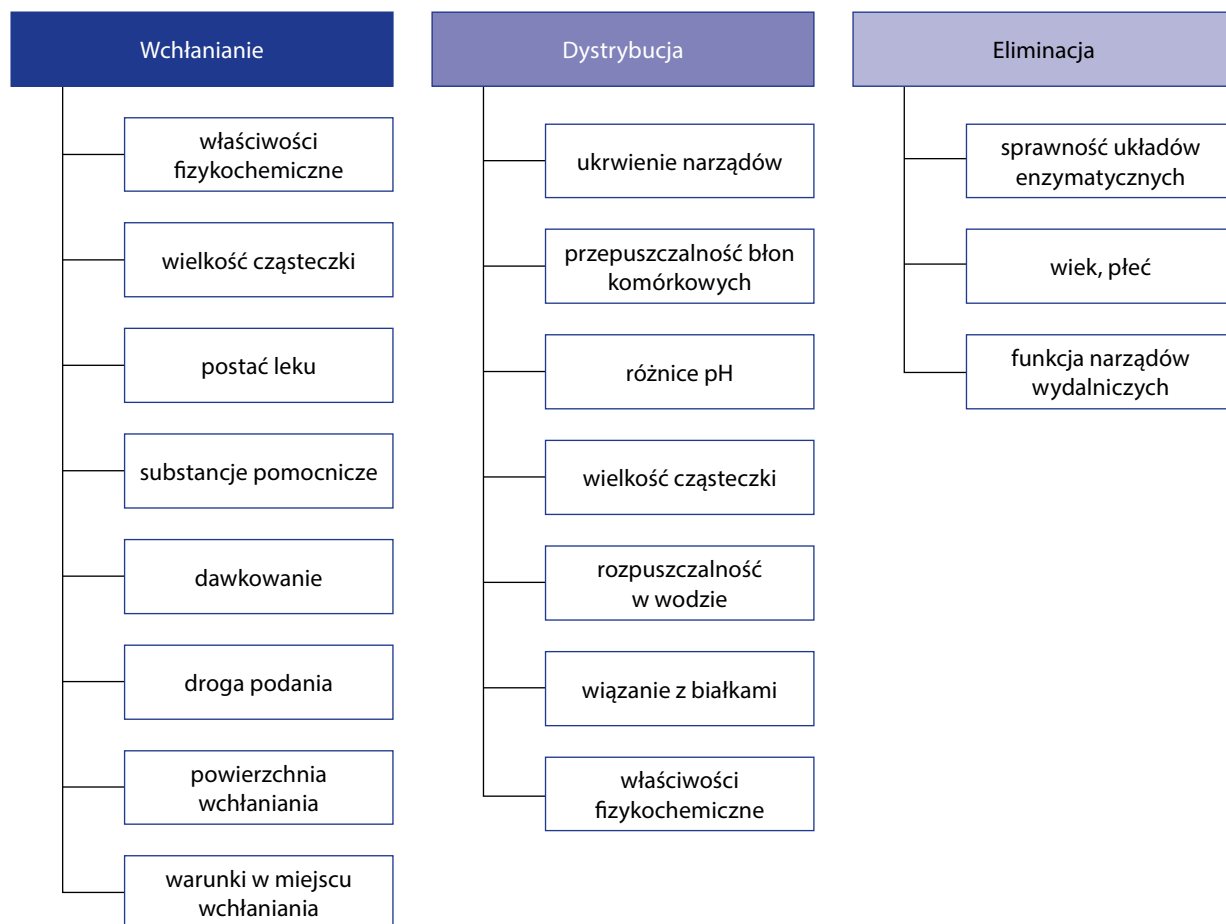 Wchłanianie
właściwości
fizykochemiczne
wielkość cząsteczki
postać leku
substancje pomocnicze
dawkowanie
droga podania
powierzchnia
wchłaniania
warunki w miejscu
wchłaniania
Dystrybucja
ukrwienie narządów
przepuszczalność błon
komórkowych
różnice pH
wielkość cząsteczki
rozpuszczalność
w wodzie
wiązanie z białkami
właściwości
fizykochemiczne
Eliminacja
sprawność układów
enzymatycznych
wiek, płeć
funkcja narządów
wydalniczych